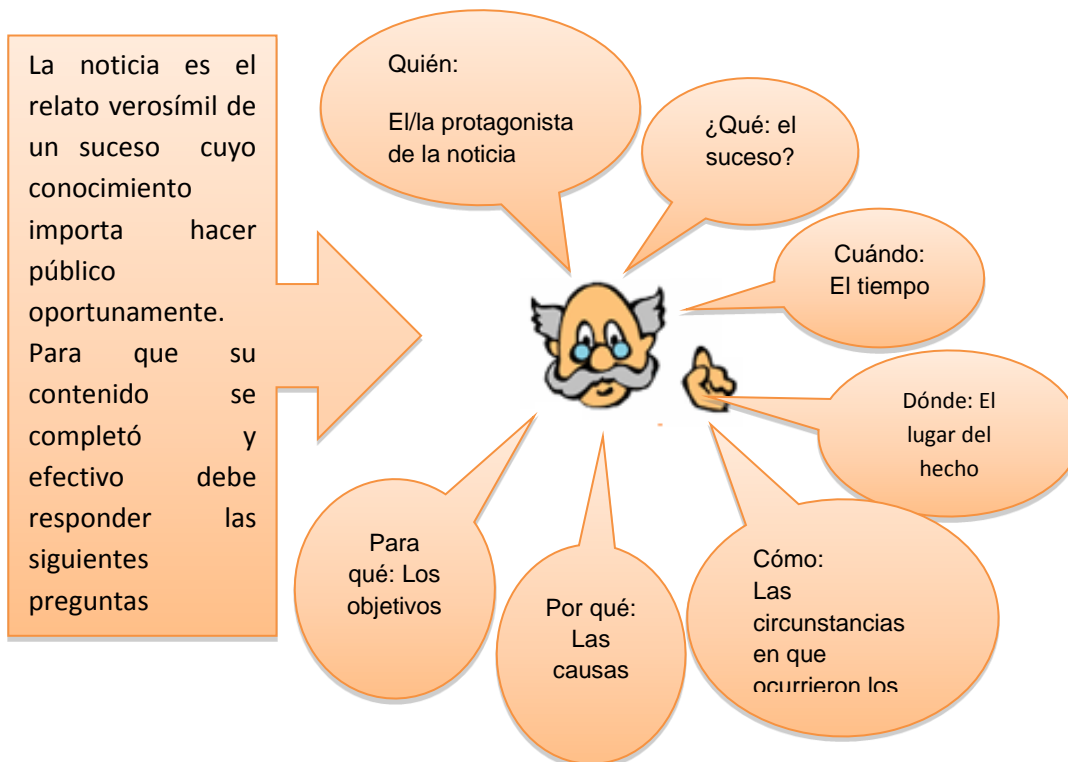 La noticia es el
relato verosímil de
un suceso cuyo
conocimiento
importa hacer
público
oportunamente.
Para que su
contenido se
completó y
efectivo debe
responder las
siguientes
preguntas
Quién:
El/la protagonista
de la noticia
¿Qué: el
suceso?
Cuándo:
El tiempo
Dónde: El
lugar del
hecho
Cómo:
Las
circunstancias
en que
ocurrieron los
Por qué:
Las
causas
Para
qué: Los
objetivos